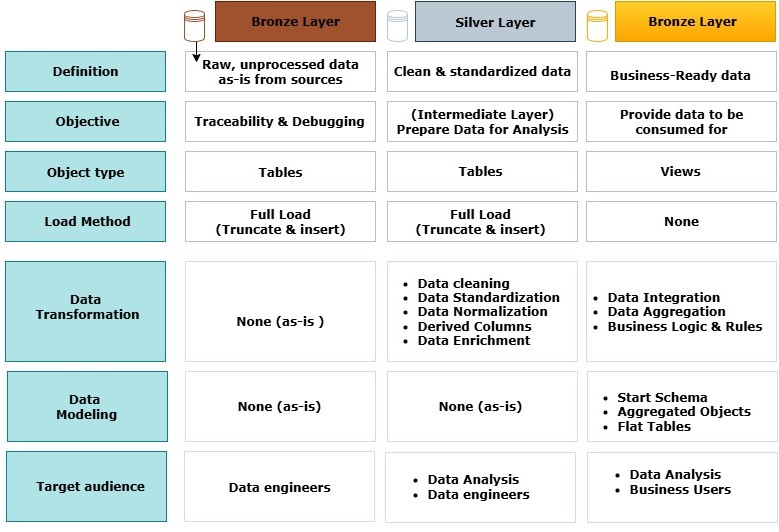 Bronze Layer
Silver Layer
Bronze Layer
Definition
Raw, unprocessed data
as-is from sources
Clean & standardized data
Business-Ready data
Objective
Traceability & Debugging
(Intermediate Layer)
Prepare Data for Analysis
Provide data to be
consumed for
Object type
Tables
Tables
Views
Load Method
Full Load
(Truncate & insert)
Full Load
(Truncate & insert)
None
Data
Transformation
None (as-is )
• Data cleaning
• Data Standardization
• Data Normalization
• Derived Columns
• Data Enrichment
• Data Integration
• Data Aggregation
• Business Logic & Rules
Data
Modeling
None (as-is)
None (as-is)
• Start Schema
• Aggregated Objects
• Flat Tables
Target audience
Data engineers
• Data Analysis
• Data engineers
• Data Analysis
• Business Users